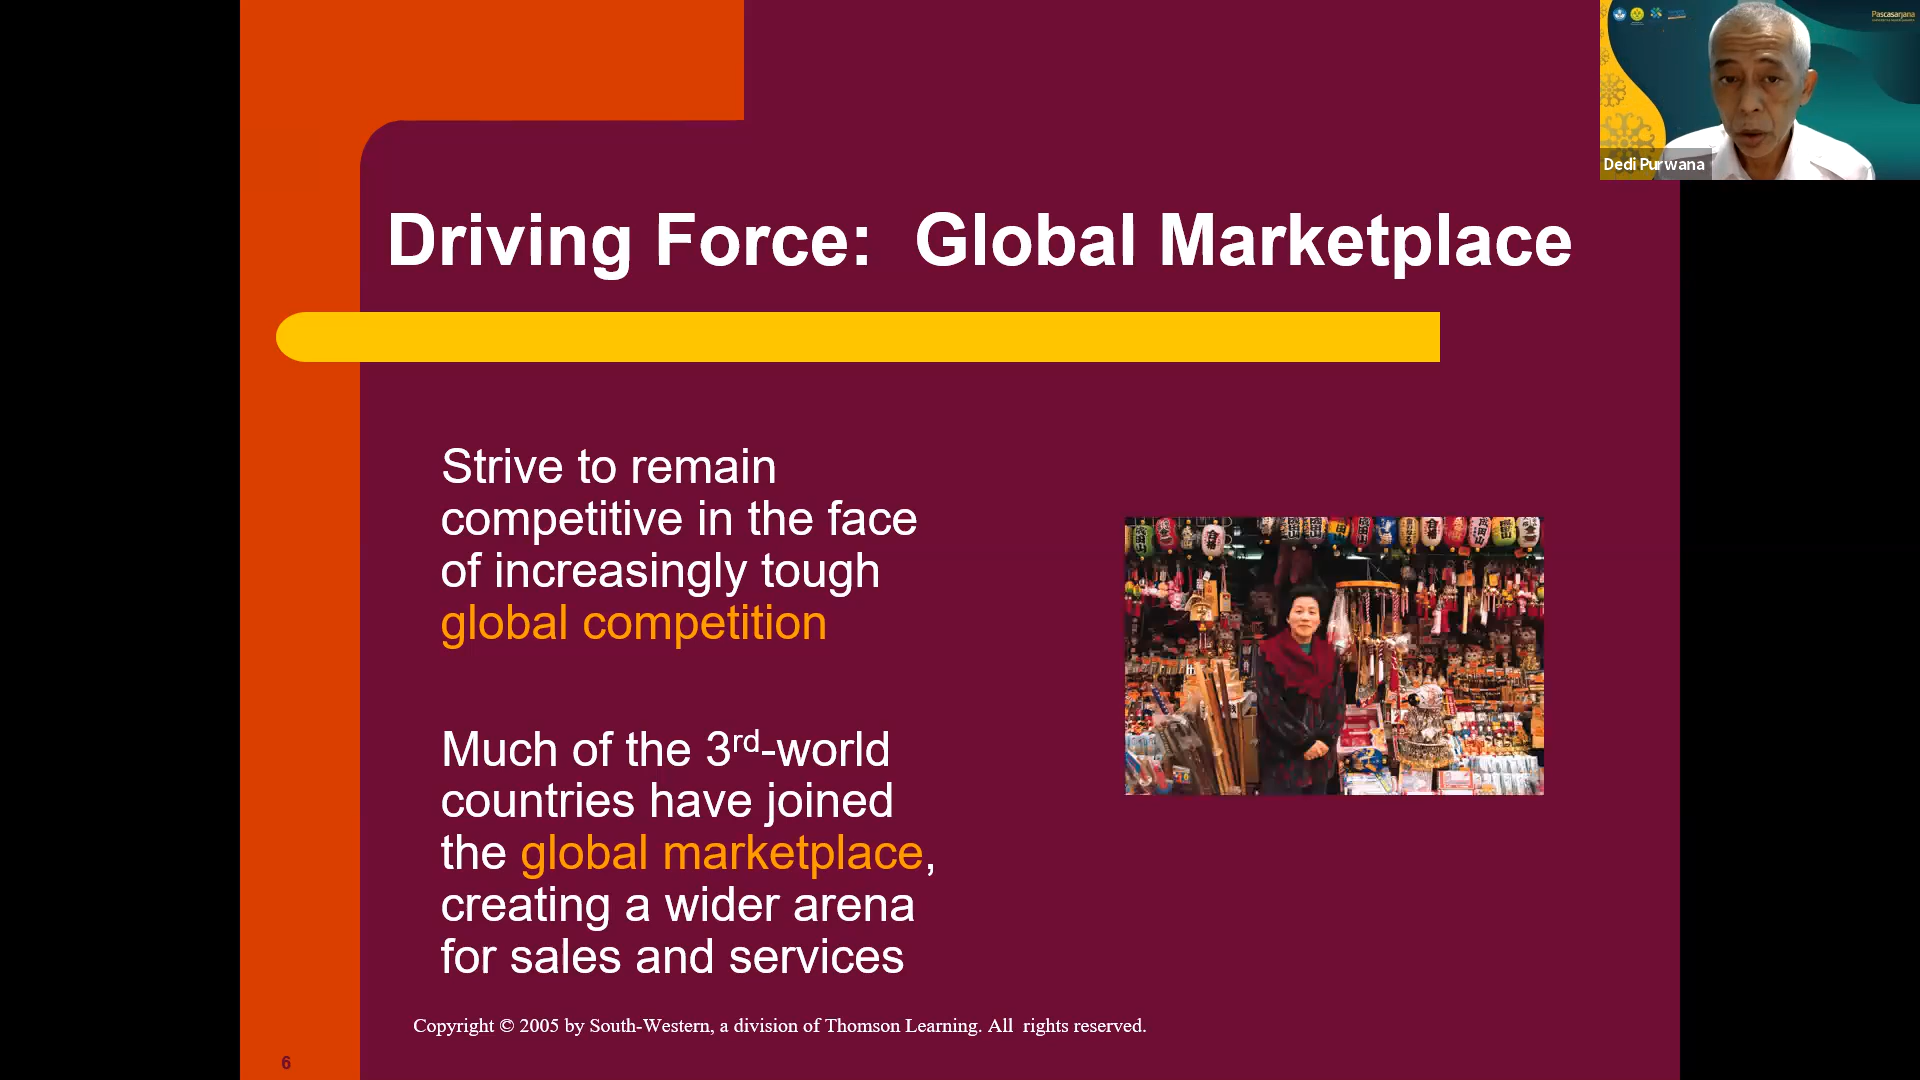 Pascasarjana
Dedi Purwana
Driving Force: Global Marketplace
Strive to remain
competitive in the face
of increasingly tough
global competition
Much of the 3rd-world
countries have joined
the global marketplace,
creating a wider arena
for sales and services
Copyright © 2005 by South-Western, a division of Thomson Learning. All rights reserved.
6